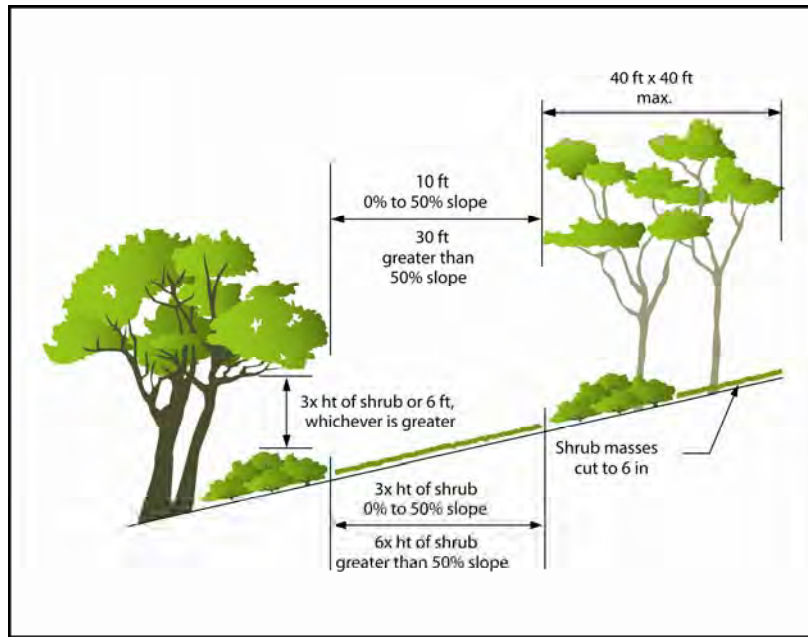 40 ft x 40 ft
max.
10 ft
0% to 50% slope
30 ft
greater than
50% slope
3x ht of shrub or 6 ft,
whichever is greater
Shrub masses
cut to 6 in
3x ht of shrub
0% to 50% slope
6x ht of shrub
greater than 50% slope